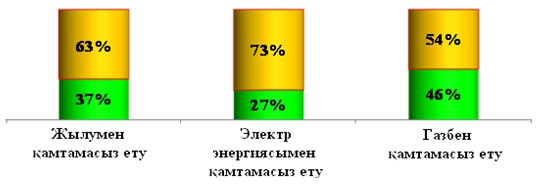 63% 73% 54%
37% 27% 46%
Жылумен Электр Газбен
қамтамасыз ету энергиясымен қамтамасыз ету
қамтамасыз ету